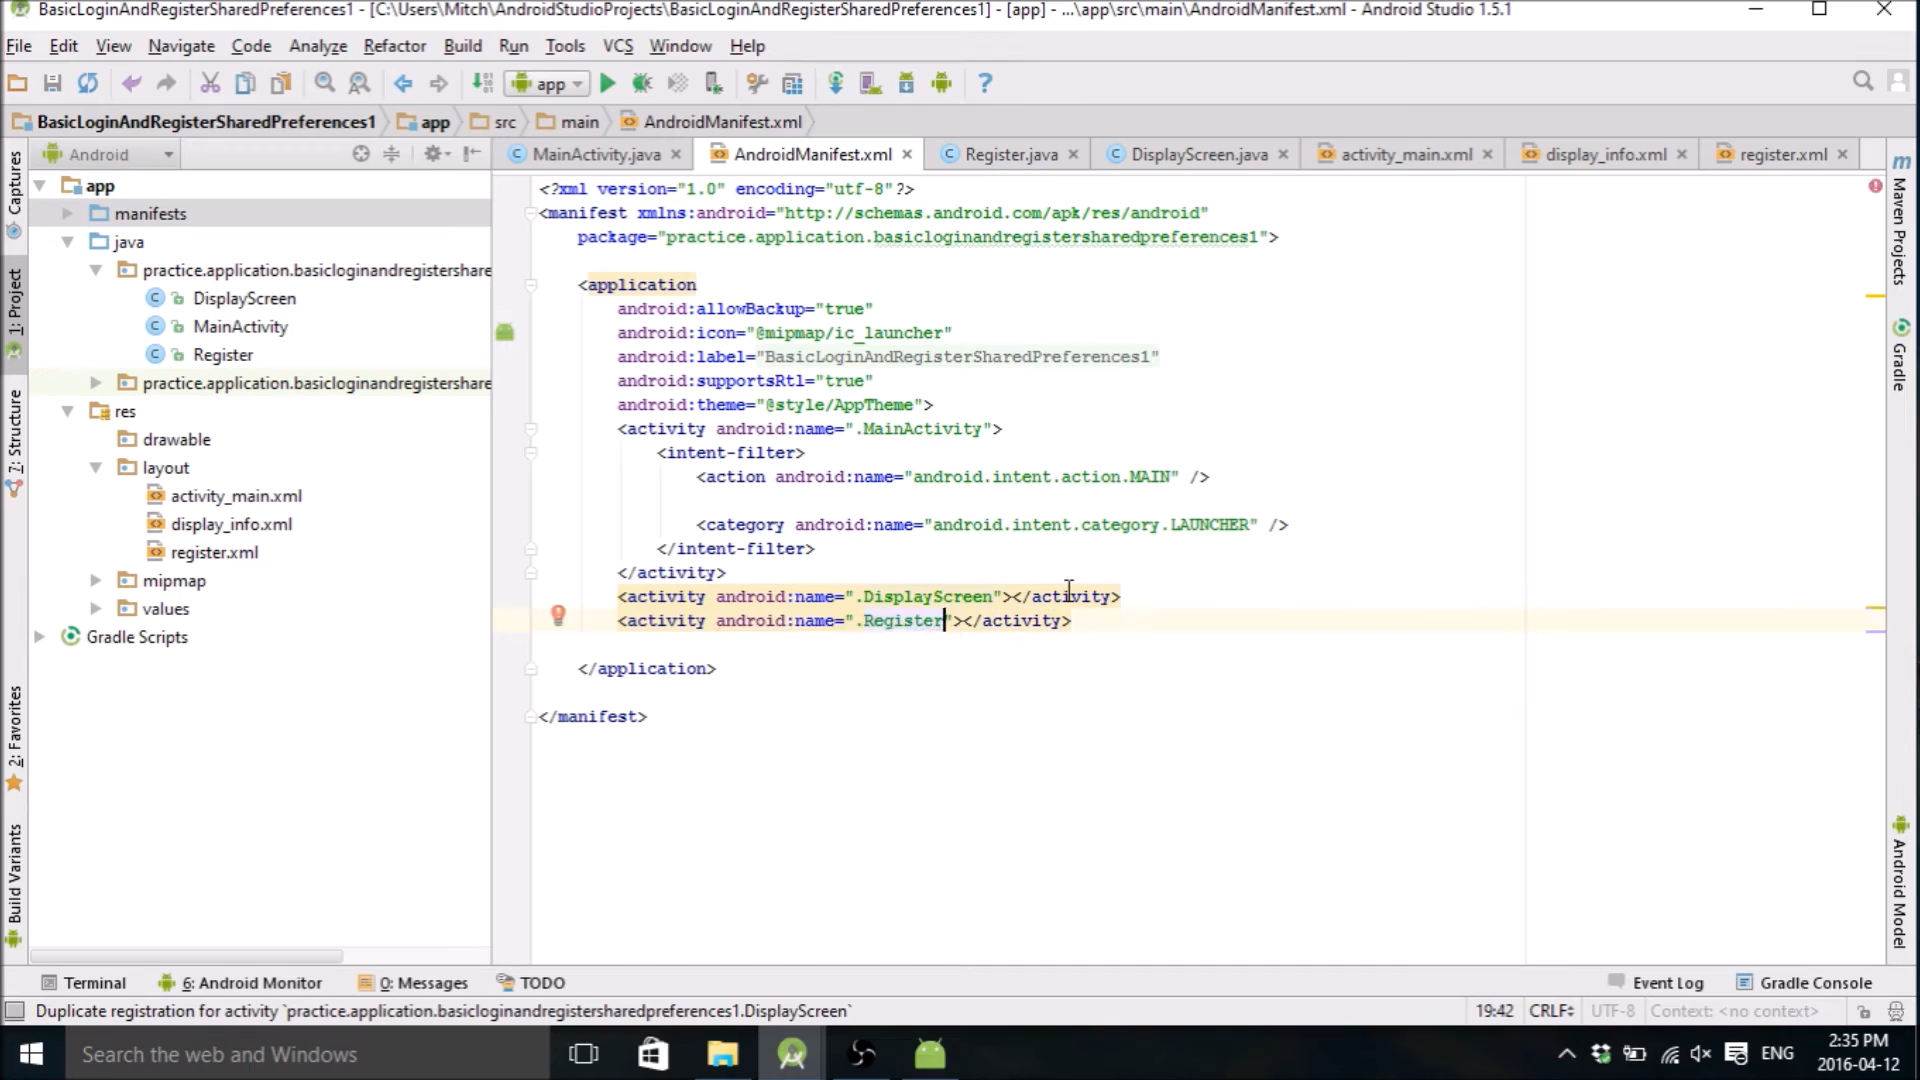 BasicLoginAndRegisterSharedPreferences1 - [C:\Users\Mitch\AndroidStudioProjects\BasicLoginAndRegisterSharedPreferences1] - [app] - ...\app\src\main\AndroidManifest.xml - Android Studio 1.5.1
File Edit View Navigate Code Analyze Refactor Build Run Tools VCS Window Help
app
BasicLoginAndRegisterSharedPreferences1 app src main AndroidManifest.xml
Android
MainActivity.java AndroidManifest.xml Register.java DisplayScreen.java activity_main.xml display_info.xml register.xml
Captures
1: Project
7: Structure
2: Favorites
Build Variants
app
manifests
java
practice.application.basicloginandregistershare
DisplayScreen
MainActivity
Register
practice.application.basicloginandregistershare
res
drawable
layout
activity_main.xml
display_info.xml
register.xml
mipmap
values
Gradle Scripts
<?xml version="1.0" encoding="utf-8"?>
<manifest xmlns:android="http://schemas.android.com/apk/res/android"
package="practice.application.basicloginandregistersharedpreferences1">
<application
android:allowBackup="true"
android:icon="@mipmap/ic_launcher"
android:label="BasicLoginAndRegisterSharedPreferences1"
android:supportsRtl="true"
android:theme="@style/AppTheme">
<activity android:name=".MainActivity">
<intent-filter>
<action android:name="android.intent.action.MAIN" />
<category android:name="android.intent.category.LAUNCHER" />
</intent-filter>
</activity>
<activity android:name=".DisplayScreen"></activity>
<activity android:name=".Register"></activity>
</application>
</manifest>
m
Maven Projects
Gradle
Android Model
Terminal 6: Android Monitor 0: Messages TODO Event Log Gradle Console
Duplicate registration for activity `practice.application.basicloginandregistersharedpreferences1.DisplayScreen` 19:42 CRLF UTF-8 Context: <no context>
Search the web and Windows
ENG
2:35 PM
2016-04-12